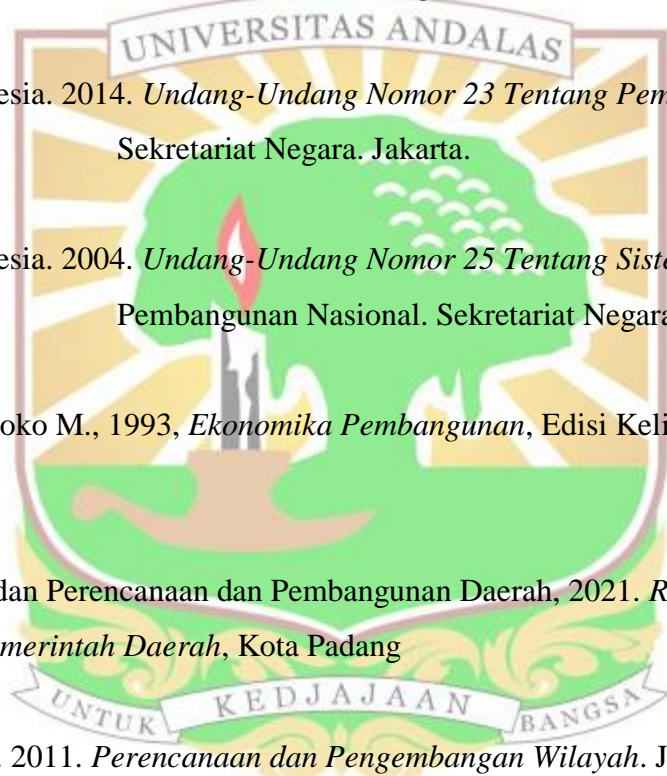 UNIVERSITAS ANDALAS
esia. 2014. Undang-Undang Nomor 23 Tentang Pem
Sekretariat Negara. Jakarta.
esia. 2004. Undang-Undang Nomor 25 Tentang Siste
Pembangunan Nasional. Sekretariat Negara
oko M., 1993, Ekonomika Pembangunan, Edisi Keli
dan Perencanaan dan Pembangunan Daerah, 2021. R
merintah Daerah, Kota Padang
UNTUK KEDJAJAAN BANGSA
. 2011. Perencanaan dan Pengembangan Wilayah. J